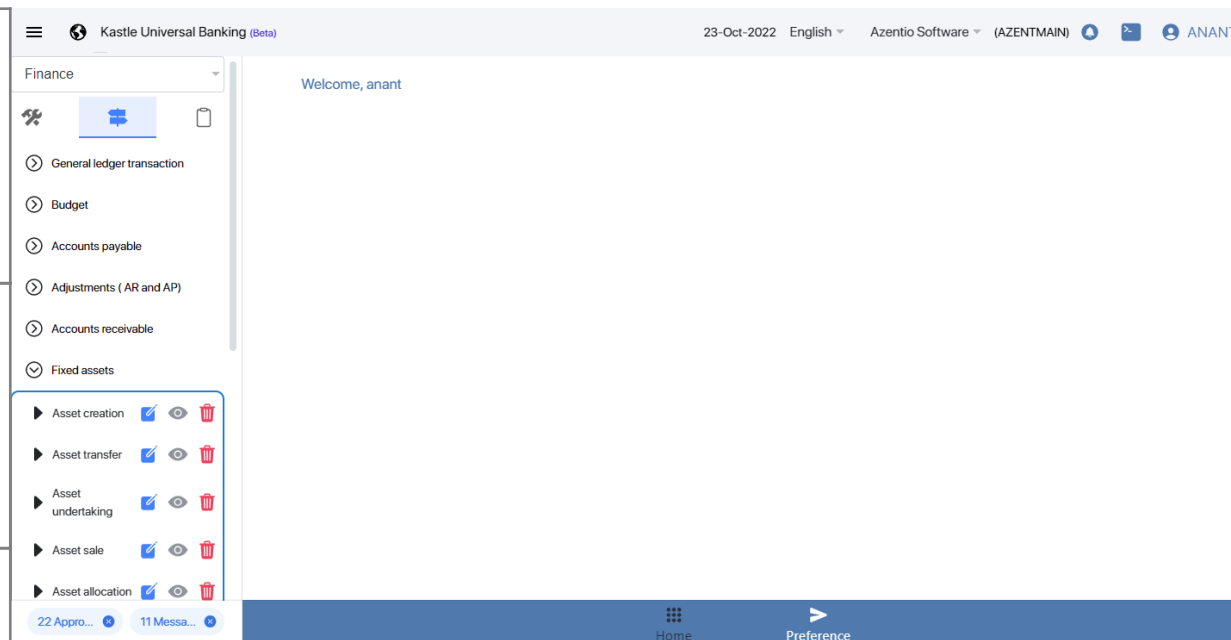 Kastle Universal Banking (Beta)
23-Oct-2022 English Azentio Software (AZENTMAIN) ANANT
Finance
Welcome, anant
General ledger transaction
Budget
Accounts payable
Adjustments ( AR and AP)
Accounts receivable
Fixed assets
Asset creation
Asset transfer
Asset
undertaking
Asset sale
Asset allocation
22 Appro... 11 Messa...
Home Preference